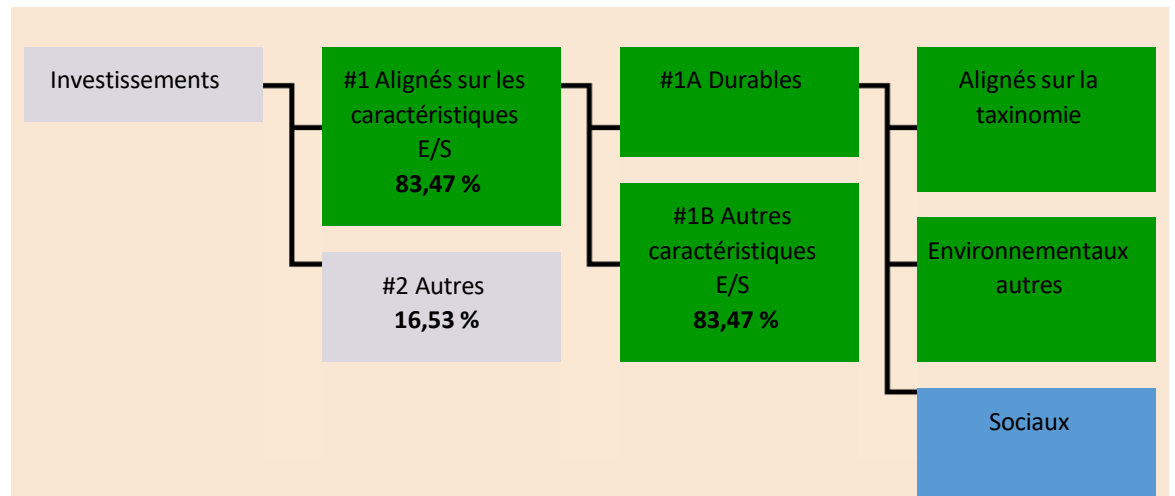 Investissements
#1 Alignés sur les
caractéristiques
E/S
83,47 %
#2 Autres
16,53 %
#1A Durables
#1B Autres
caractéristiques
E/S
83,47 %
Alignés sur la
taxinomie
Environnementaux
autres
Sociaux